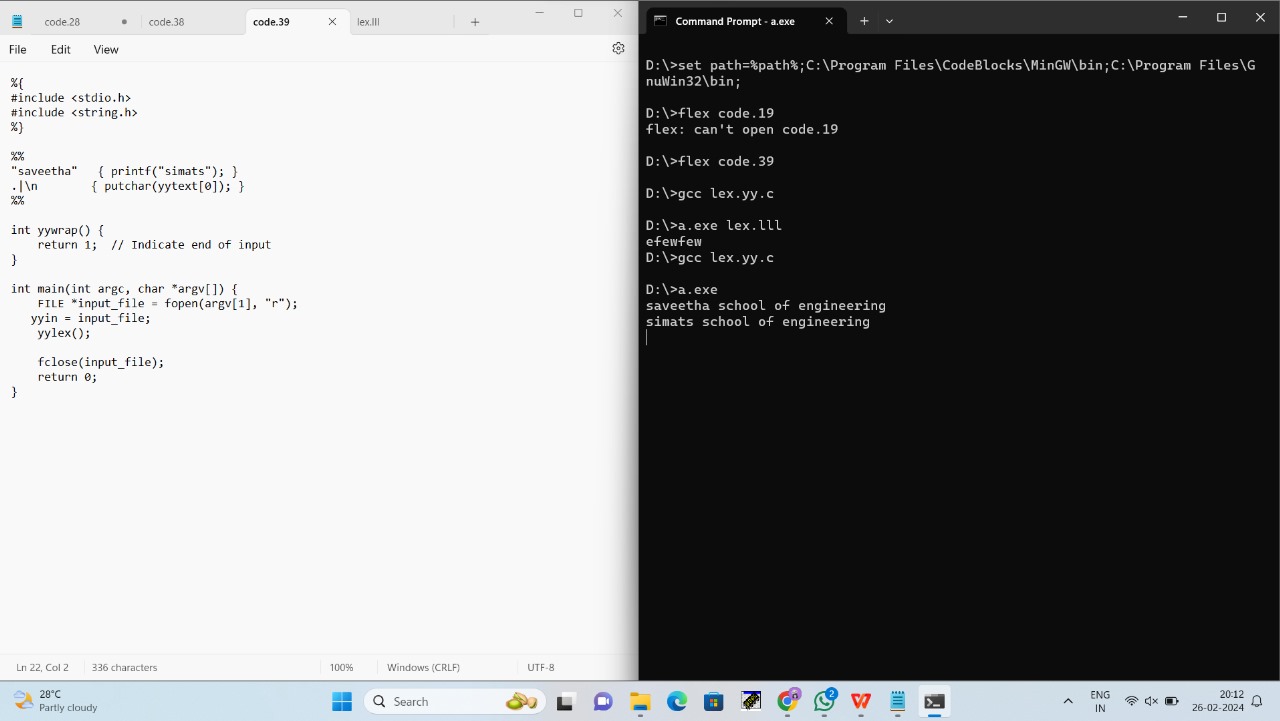 code.28
code.38
code.39
lex.lll
File Edit View
%{
#include <stdio.h>
#include <string.h>
%}
%%
"saveetha" { printf("simats"); }
.|\n { putchar(yytext[0]); }
%%
int yywrap() {
return 1; // Indicate end of input
}
int main(int argc, char *argv[]) {
FILE *input_file = fopen(argv[1], "r");
yyin = input_file;
yylex();
fclose(input_file);
return 0;
}
Ln 22, Col 2
336 characters
100%
Windows (CRLF)
UTF-8
Command Prompt - a.exe
D:\>set path=%path%;C:\Program Files\CodeBlocks\MinGW\bin;C:\Program Files\G
nuWin32\bin;
D:\>flex code.19
flex: can't open code.19
D:\>flex code.39
D:\>gcc lex.yy.c
D:\>a.exe lex.lll
efewfew
D:\>gcc lex.yy.c
D:\>a.exe
saveetha school of engineering
simats school of engineering
28°C
Partly cloudy
Search
2
ENG
IN
20:12
26-02-2024